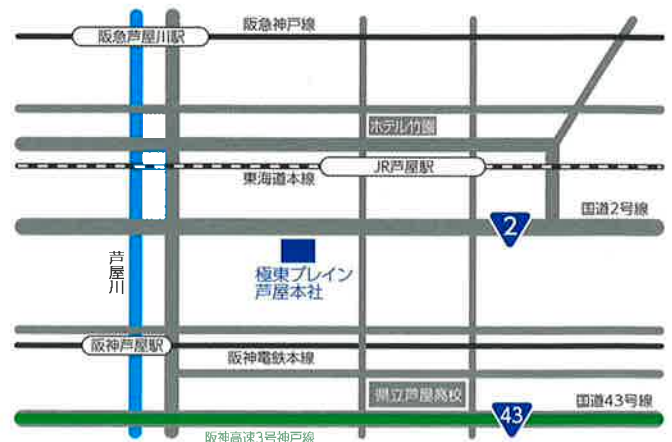 阪急神戸線
阪急芦屋川駅
ホテル竹園
JR芦屋駅
東海道本線
国道2号線
2
芦屋川
極東ブレイン
芦屋本社
阪神芦屋駅
阪神電鉄本線
県立芦屋高校
国道43号線
43
阪神高速3号神戸線